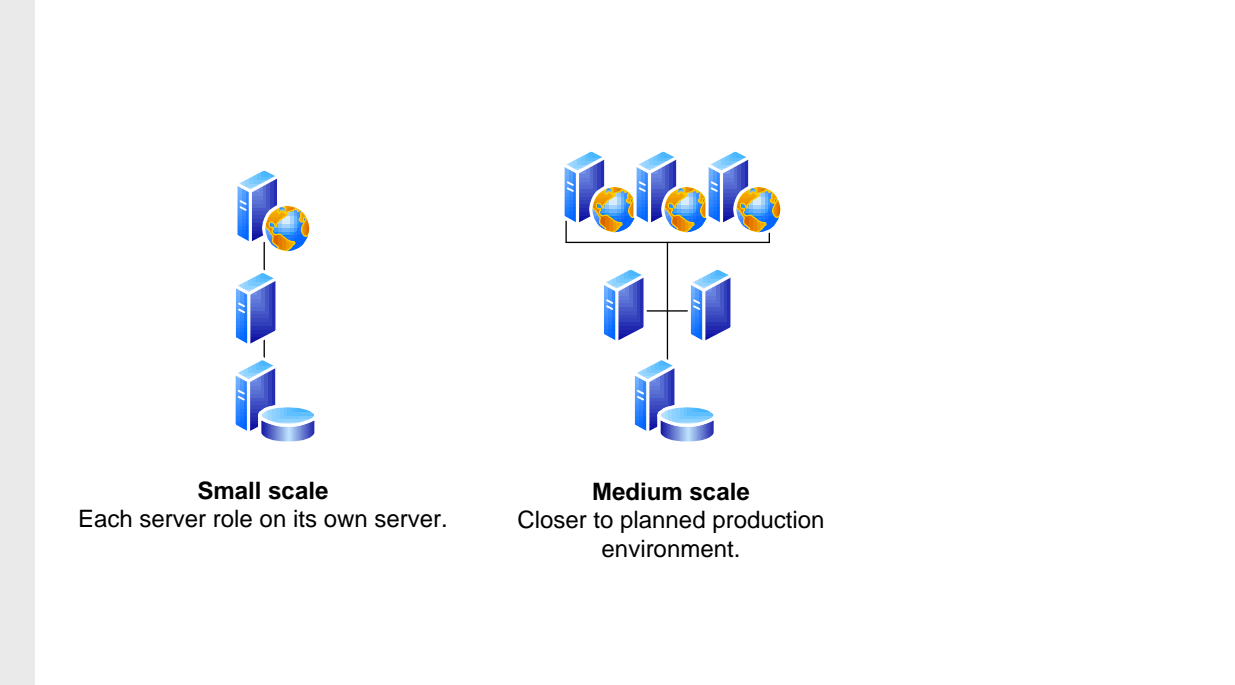 Small scale
Each server role on its own server.
Medium scale
Closer to planned production
environment.